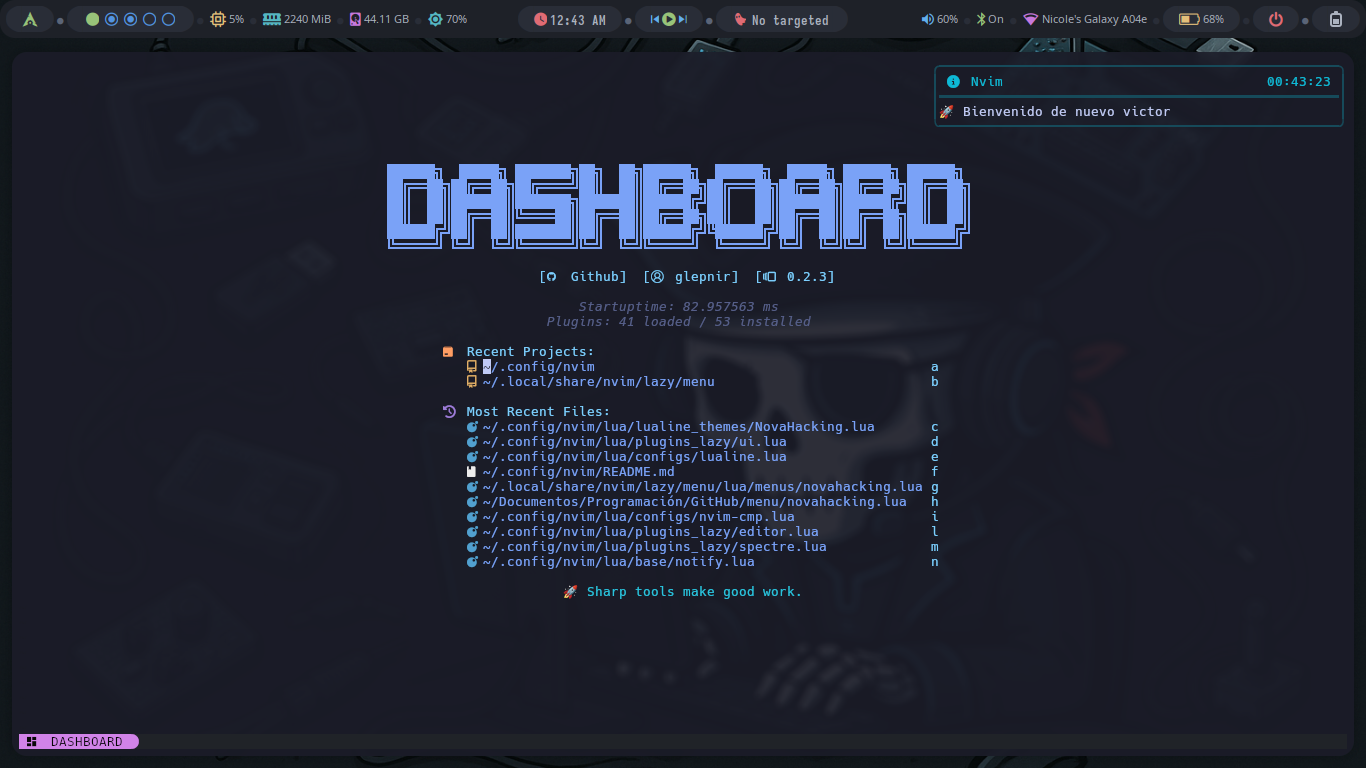 5% 2240 MiB 44.11 GB 70% 12:43 AM No targeted 60% On Nicole's Galaxy A04e 68%
Nvim 00:43:23
🚀 Bienvenido de nuevo victor
DASHBOARD
[ Github] [ glepnir] [ 0.2.3]
Startuptime: 82.957563 ms
Plugins: 41 loaded / 53 installed
Recent Projects:
~/.config/nvim a
~/.local/share/nvim/lazy/menu b
Most Recent Files:
~/.config/nvim/lua/lualine_themes/NovaHacking.lua c
~/.config/nvim/lua/plugins_lazy/ui.lua d
~/.config/nvim/lua/configs/lualine.lua e
~/.config/nvim/README.md f
~/.local/share/nvim/lazy/menu/lua/menus/novahacking.lua g
~/Documentos/Programación/GitHub/menu/novahacking.lua h
~/.config/nvim/lua/configs/nvim-cmp.lua i
~/.config/nvim/lua/plugins_lazy/editor.lua l
~/.config/nvim/lua/plugins_lazy/spectre.lua m
~/.config/nvim/lua/base/notify.lua n
🚀 Sharp tools make good work.
DASHBOARD